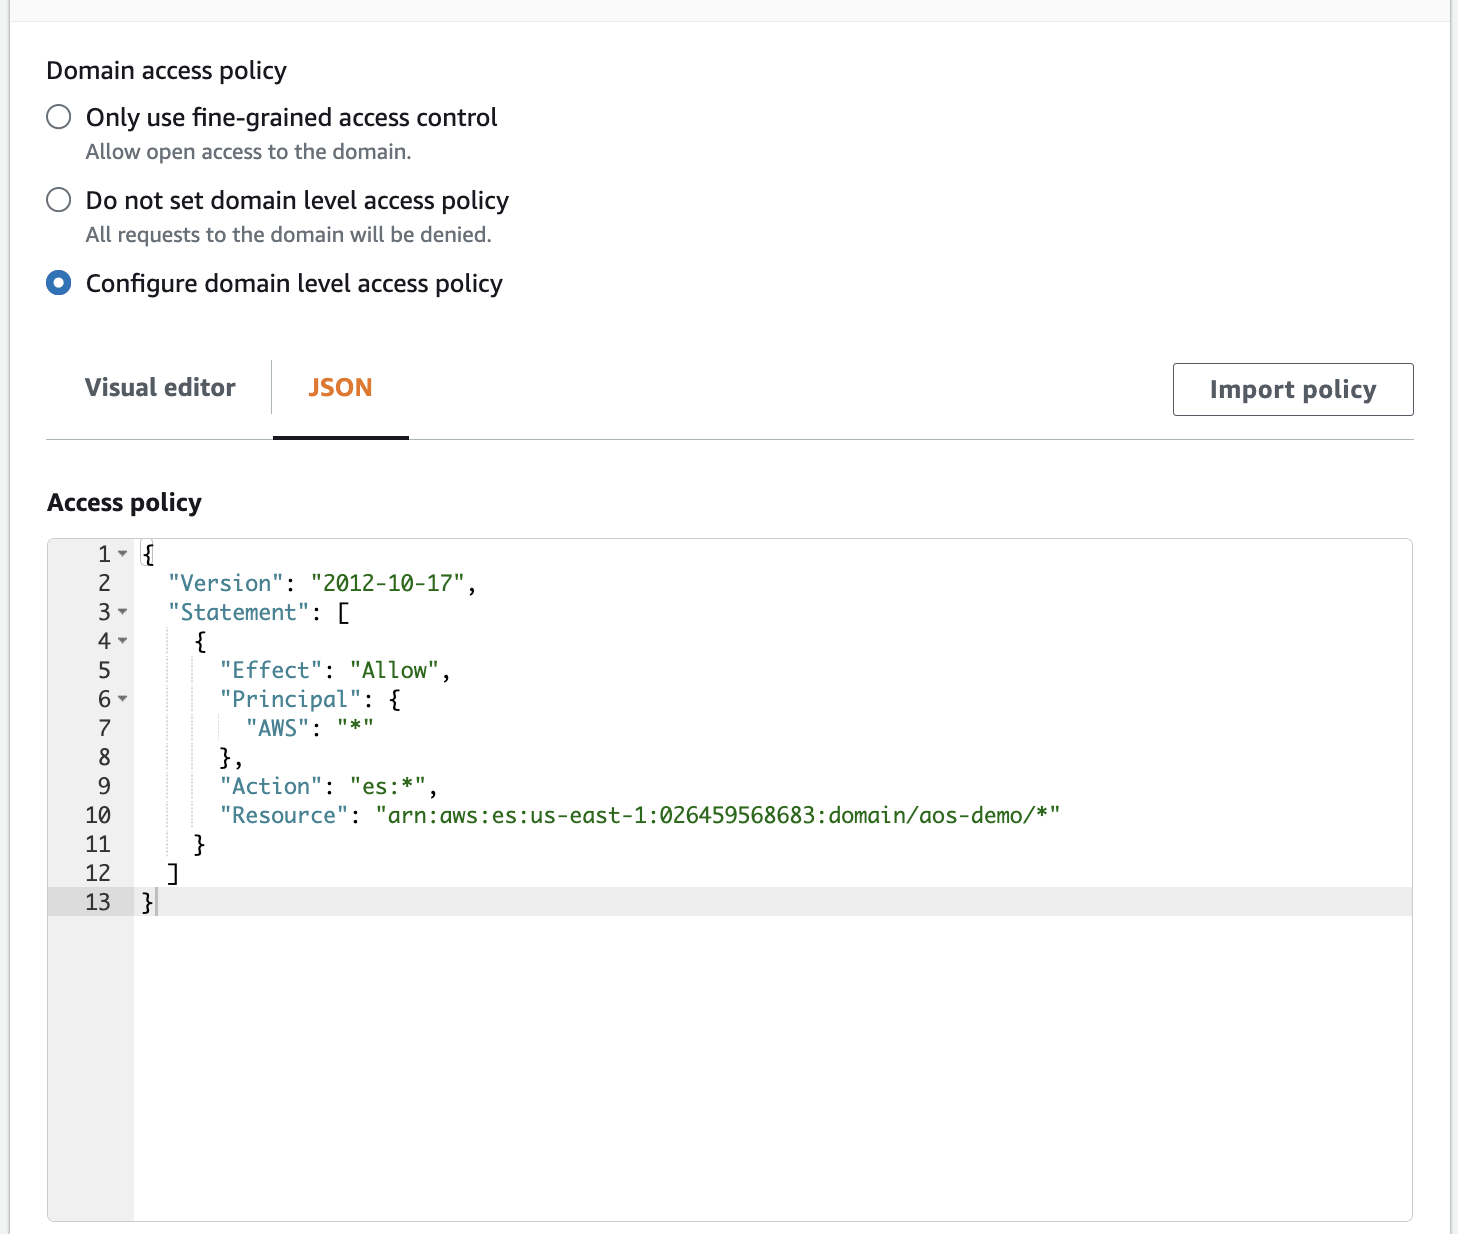 Domain access policy
Only use fine-grained access control
Allow open access to the domain.
Do not set domain level access policy
All requests to the domain will be denied.
Configure domain level access policy
Visual editor
JSON
Import policy
Access policy
1 {
2   "Version": "2012-10-17",
3   "Statement": [
4     {
5       "Effect": "Allow",
6       "Principal": {
7         "AWS": "*"
8       },
9       "Action": "es:*",
10       "Resource": "arn:aws:es:us-east-1:026459568683:domain/aos-demo/*"
11     }
12   ]
13 }